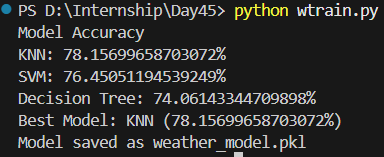 PS D:\Internship\Day45> python wtrain.py
Model Accuracy
KNN: 78.15699658703072%
SVM: 76.45051194539249%
Decision Tree: 74.06143344709898%
Best Model: KNN (78.15699658703072%)
Model saved as weather_model.pkl